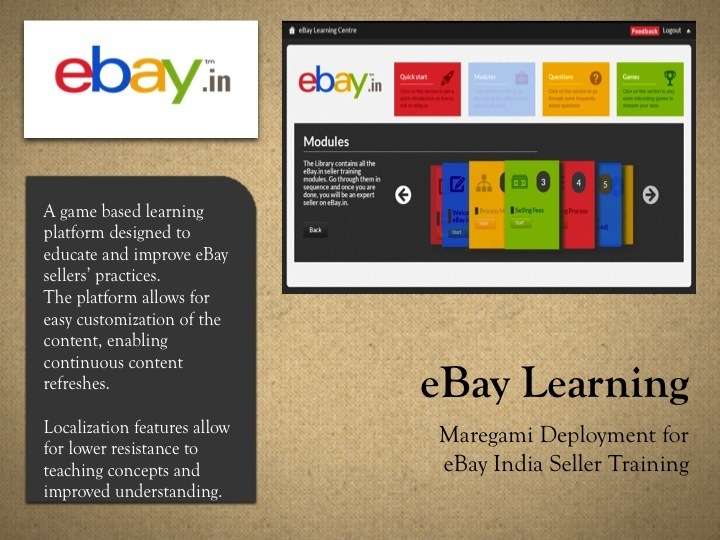 ebay.in
™
A game based learning
platform designed to
educate and improve eBay
sellers’ practices.
The platform allows for
easy customization of the
content, enabling
continuous content
refreshes.
Localization features allow
for lower resistance to
teaching concepts and
improved understanding.
eBay Learning Centre
Feedback
Logout
ebay.in
Quick start
Modules
Questions
?
Games
Modules
The Library contains all the
eBay.in seller training
modules. Go through them in
sequence and once you are
done, you will be an expert
seller on eBay.in.
Back
Start
Start
3
Selling Fees
Start
4
5
eBay Learning
Maregami Deployment for
eBay India Seller Training